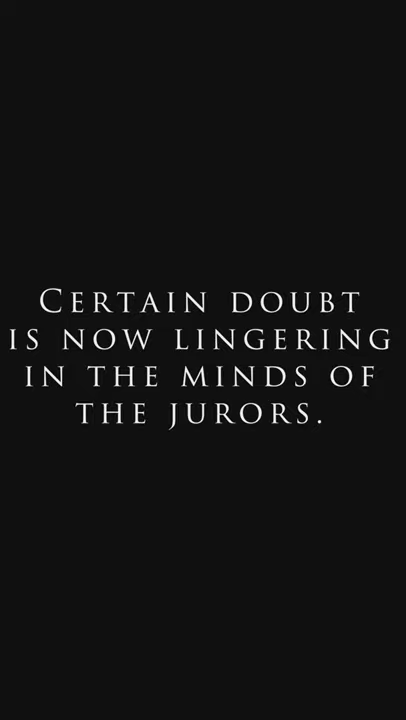 Certain doubt
is now lingering
in the minds of
the jurors.